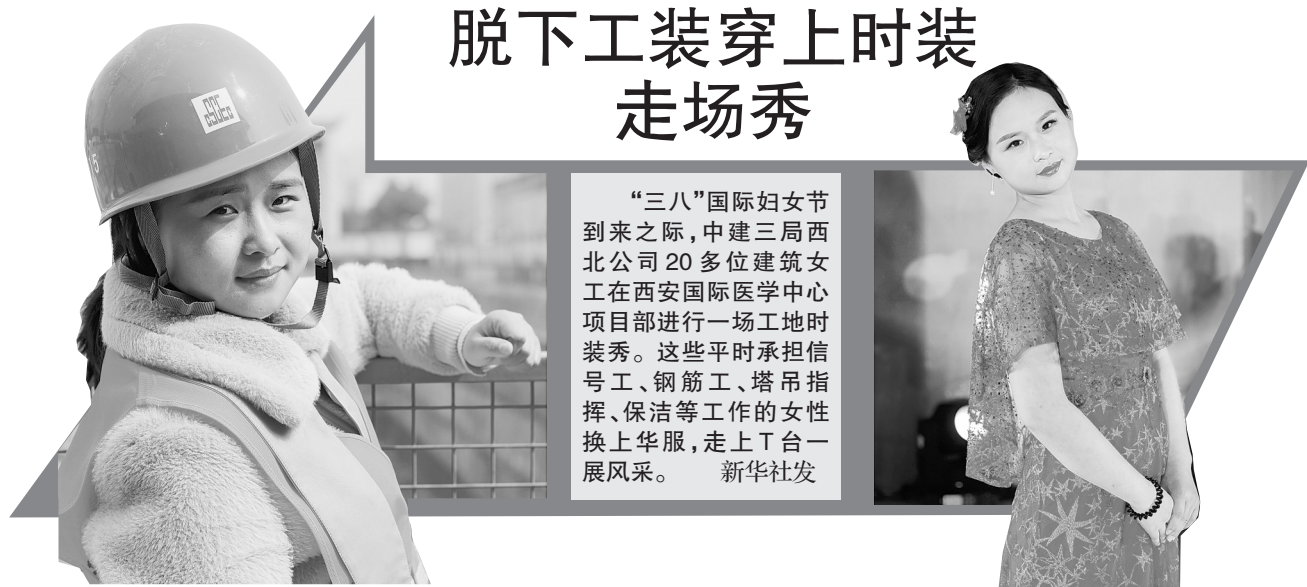 脱下工装穿上时装
走场秀
“三八”国际妇女节
到来之际，中建三局西
北公司20多位建筑女
工在西安国际医学中心
项目部进行一场工地时
装秀。这些平时承担信
号工、钢筋工、塔吊指
挥、保洁等工作的女性
换上华服，走上T台一
展风采。 新华社发
5